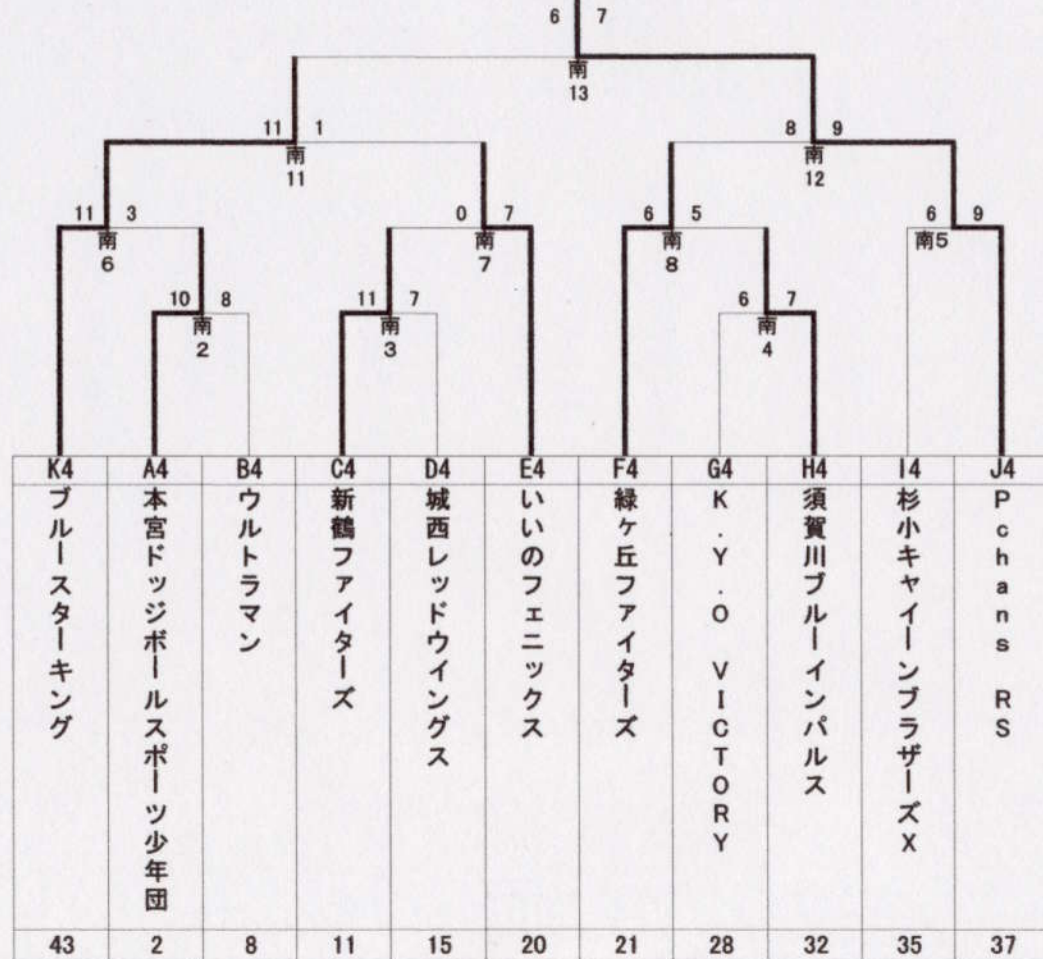 6 7
南
13
11 1
南
11
8 9
南
12
11 3
南
6
0 7
南
7
6 5
南
8
6 9
南5
10 8
南
2
11 7
南
3
6 7
南
4
K4 A4 B4 C4 D4 E4 F4 G4 H4 I4 J4
ブルースターキング
本宮ドッジボールスポーツ少年団
ウルトラマン
新鶴ファイターズ
城西レッドウイングス
いいのフェニックス
緑ヶ丘ファイターズ
K.Y.O VICTORY
須賀川ブルーインパルス
杉小キャイーンブラザーズX
Pchans RS
43 2 8 11 15 20 21 28 32 35 37